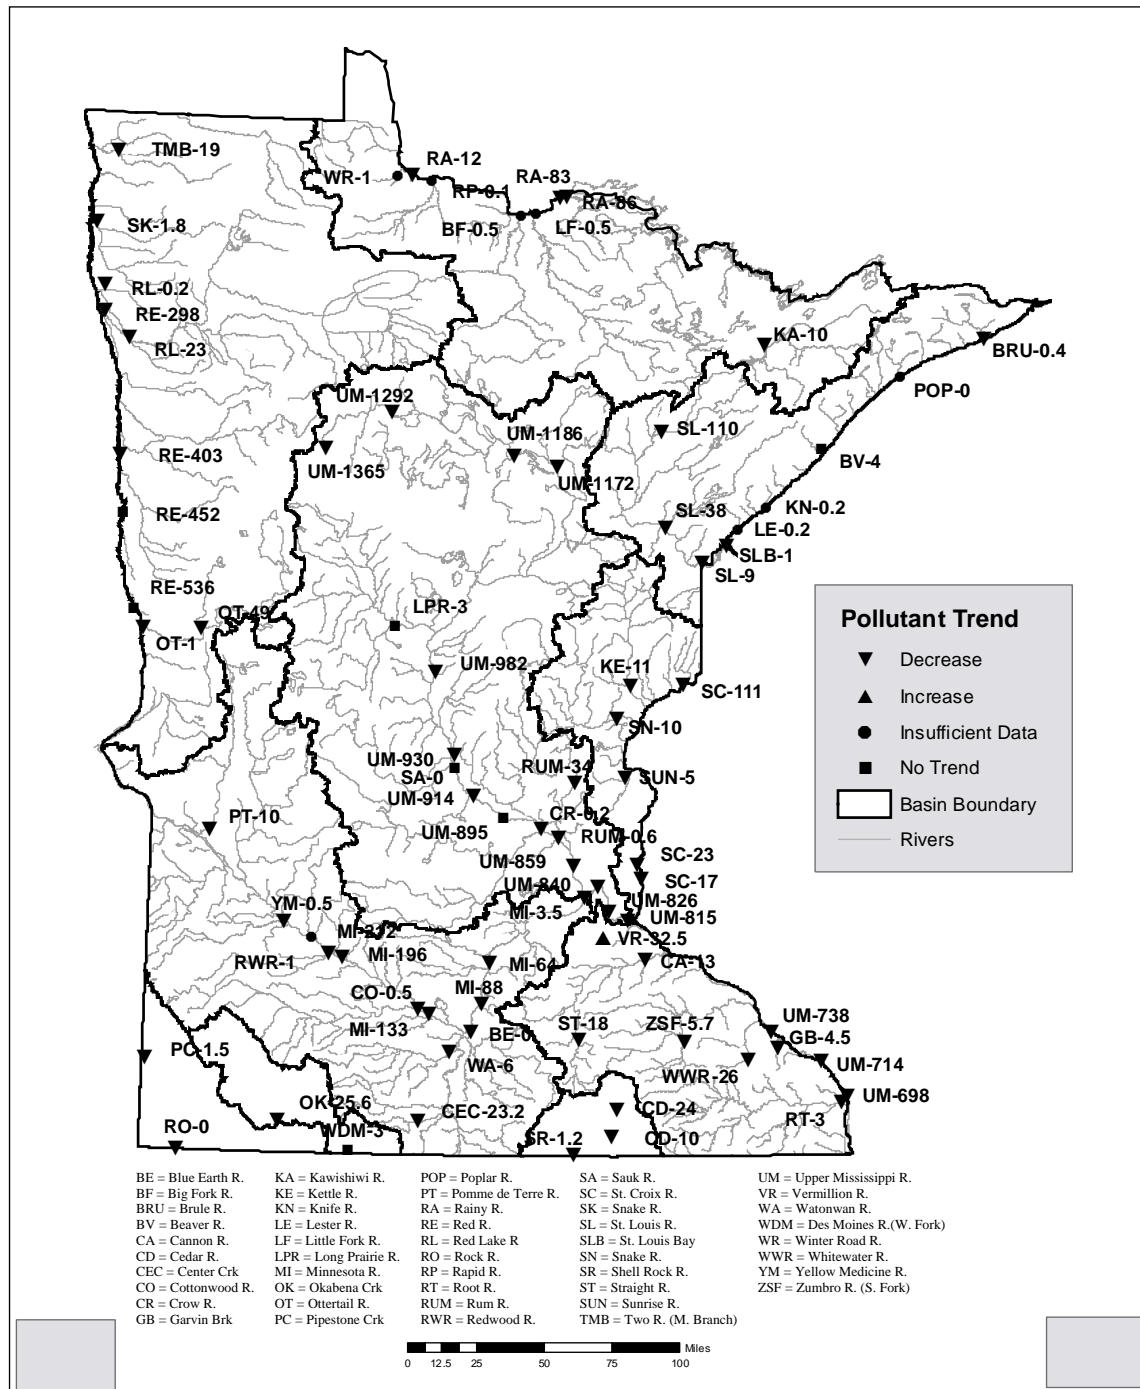 TMB-19
RA-12
WR-1
RA-83
RP-0.1
RA-86
SK-1.8
BF-0.5
LF-0.5
RL-0.2
RE-298
RL-23
KA-10
BRU-0.4
POP-0
UM-1292
UM-1186
SL-110
RE-403
UM-1365
UM-1172
BV-4
RE-452
SL-38
KN-0.2
LE-0.2
SLB-1
SL-9
RE-536
OT-49
LPR-3
OT-1
UM-982
KE-11
SC-111
SN-10
UM-930
SA-0
RUM-34
SUN-5
UM-914
PT-10
CR-0.2
UM-895
RUM-0.6
UM-859
SC-23
SC-17
UM-840
YM-0.5
MI-3.5
UM-826
UM-815
MI-212
VR-32.5
RWR-1
MI-196
MI-64
CA-13
CO-0.5
MI-88
MI-133
BE-0
ST-18
ZSF-5.7
UM-738
GB-4.5
PC-1.5
WA-6
WWR-26
UM-714
UM-698
OK-25.6
CEC-23.2
CD-24
RT-3
RO-0
WDM-3
SR-1.2
CD-10
Pollutant Trend
Decrease
Increase
Insufficient Data
No Trend
Basin Boundary
Rivers
BE = Blue Earth R.
BF = Big Fork R.
BRU = Brule R.
BV = Beaver R.
CA = Cannon R.
CD = Cedar R.
CEC = Center Crk
CO = Cottonwood R.
CR = Crow R.
GB = Garvin Brk
KA = Kawishiwi R.
KE = Kettle R.
KN = Knife R.
LE = Lester R.
LF = Little Fork R.
LPR = Long Prairie R.
MI = Minnesota R.
OK = Okabena Crk
OT = Ottertail R.
PC = Pipestone Crk
POP = Poplar R.
PT = Pomme de Terre R.
RA = Rainy R.
RE = Red R.
RL = Red Lake R
RO = Rock R.
RP = Rapid R.
RT = Root R.
RUM = Rum R.
RWR = Redwood R.
SA = Sauk R.
SC = St. Croix R.
SK = Snake R.
SL = St. Louis R.
SLB = St. Louis Bay
SN = Snake R.
SR = Shell Rock R.
ST = Straight R.
SUN = Sunrise R.
TMB = Two R. (M. Branch)
UM = Upper Mississippi R.
VR = Vermillion R.
WA = Watonwan R.
WDM = Des Moines R.(W. Fork)
WR = Winter Road R.
WWR = Whitewater R.
YM = Yellow Medicine R.
ZSF = Zumbro R. (S. Fork)
Miles
0 12.5 25 50 75 100